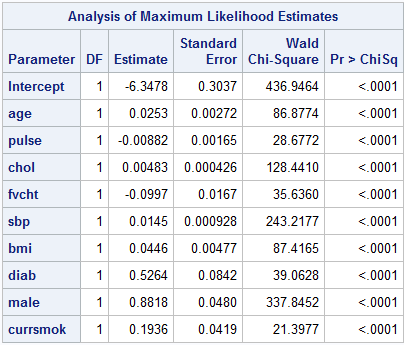 Analysis of Maximum Likelihood Estimates
Parameter DF Estimate Standard Error Wald Chi-Square Pr > ChiSq
Intercept 1 -6.3478 0.3037 436.9464 <.0001
age 1 0.0253 0.00272 86.8774 <.0001
pulse 1 -0.00882 0.00165 28.6772 <.0001
chol 1 0.00483 0.000426 128.4410 <.0001
fvcht 1 -0.0997 0.0167 35.6360 <.0001
sbp 1 0.0145 0.000928 243.2177 <.0001
bmi 1 0.0446 0.00477 87.4165 <.0001
diab 1 0.5264 0.0842 39.0628 <.0001
male 1 0.8818 0.0480 337.8452 <.0001
currsmok 1 0.1936 0.0419 21.3977 <.0001